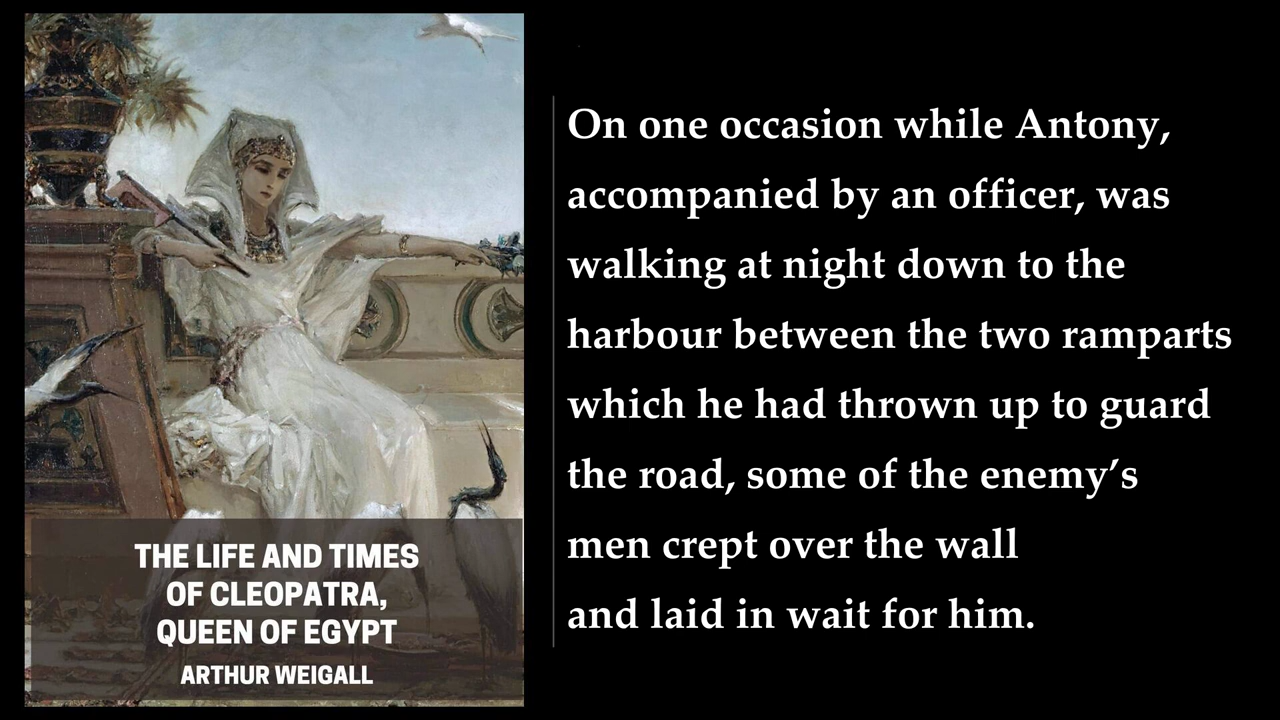 THE LIFE AND TIMES
OF CLEOPATRA,
QUEEN OF EGYPT
ARTHUR WEIGALL
On one occasion while Antony,
accompanied by an officer, was
walking at night down to the
harbour between the two ramparts
which he had thrown up to guard
the road, some of the enemy’s
men crept over the wall
and laid in wait for him.